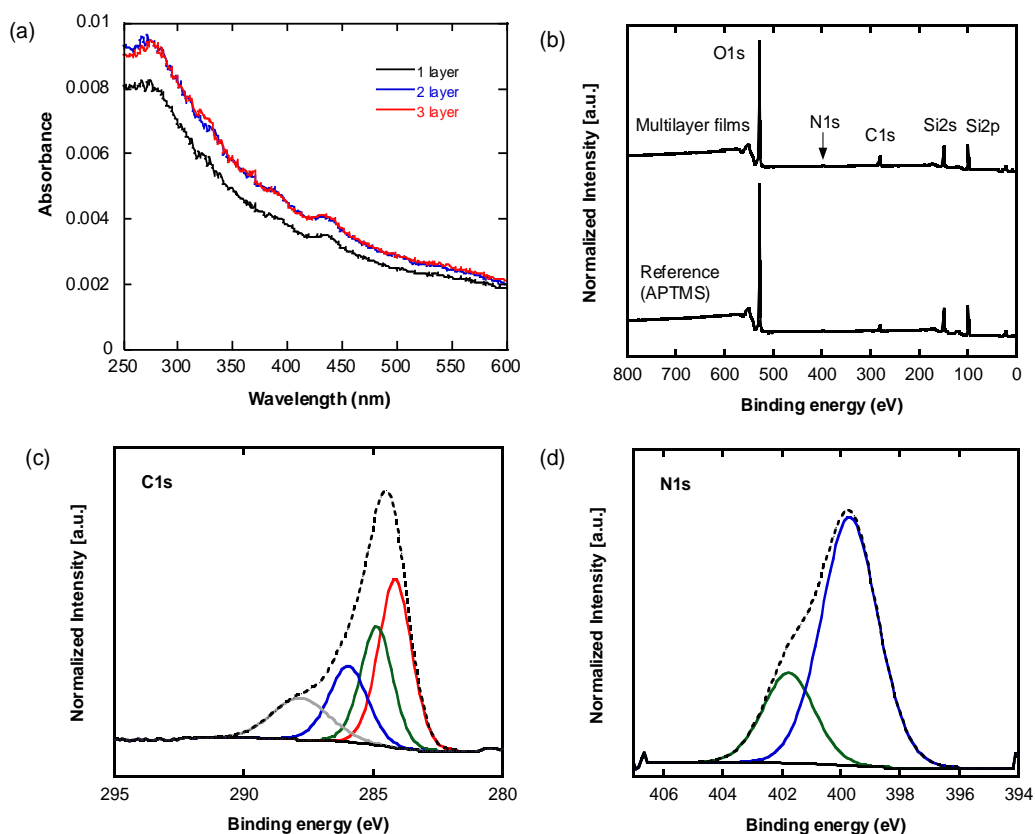 (a)
0.01
0.008
0.006
0.004
0.002
0
Absorbance
1 layer
2 layer
3 layer
250 300 350 400 450 500 550 600
Wavelength (nm)
(b)
Normalized Intensity [a.u.]
O1s
N1s
C1s
Si2s
Si2p
Multilayer films
Reference
(APTMS)
800 700 600 500 400 300 200 100 0
Binding energy (eV)
(c)
C1s
Normalized Intensity [a.u.]
295 290 285 280
Binding energy (eV)
(d)
N1s
Normalized Intensity [a.u.]
406 404 402 400 398 396 394
Binding energy (eV)